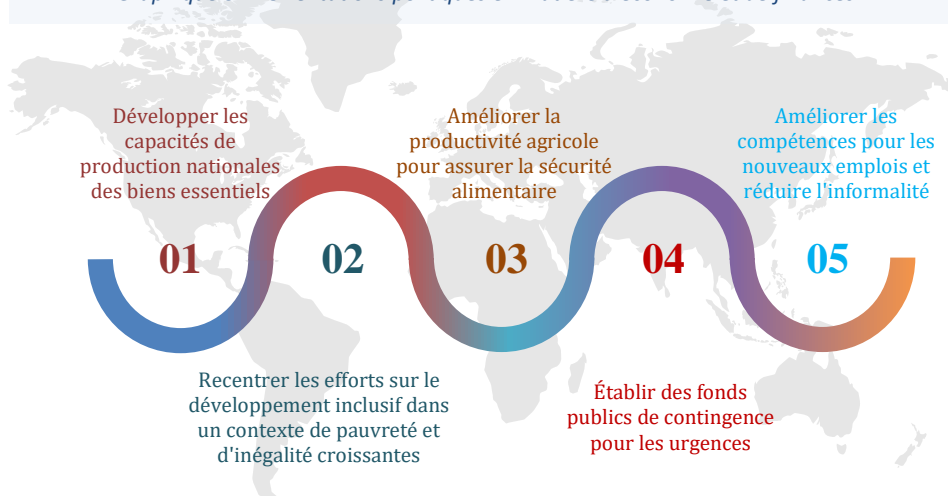 Développer les
capacités de
production nationales
des biens essentiels
01
Recentrer les efforts sur le
développement inclusif dans
un contexte de pauvreté et
d'inégalité croissantes
02
Améliorer la
productivité agricole
pour assurer la sécurité
alimentaire
03
Établir des fonds
publics de contingence
pour les urgences
04
Améliorer les
compétences pour les
nouveaux emplois et
réduire l'informalité
05